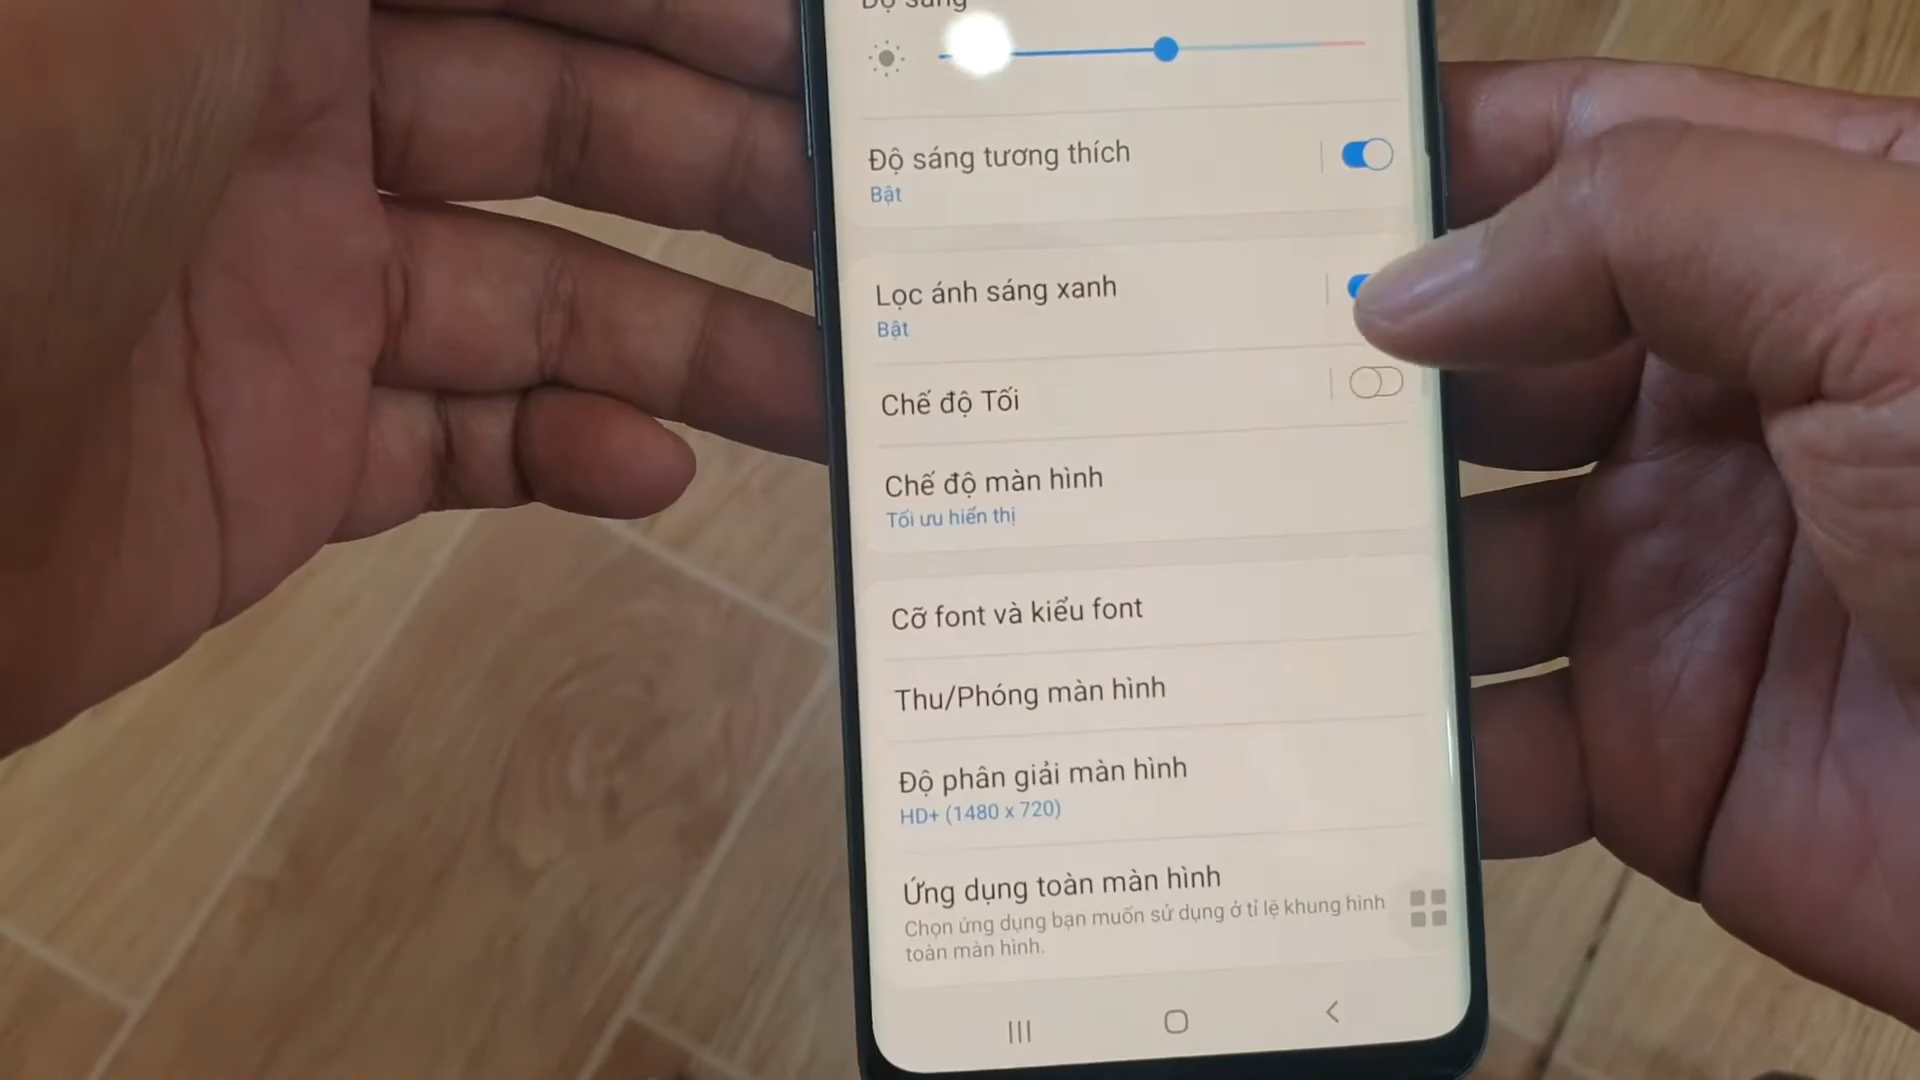 Độ sáng
Độ sáng tương thích
Bật
Lọc ánh sáng xanh
Bật
Chế độ Tối
Chế độ màn hình
Tối ưu hiển thị
Cỡ font và kiểu font
Thu/Phóng màn hình
Độ phân giải màn hình
HD+ (1480 x 720)
Ứng dụng toàn màn hình
Chọn ứng dụng bạn muốn sử dụng ở tỉ lệ khung hình
toàn màn hình.